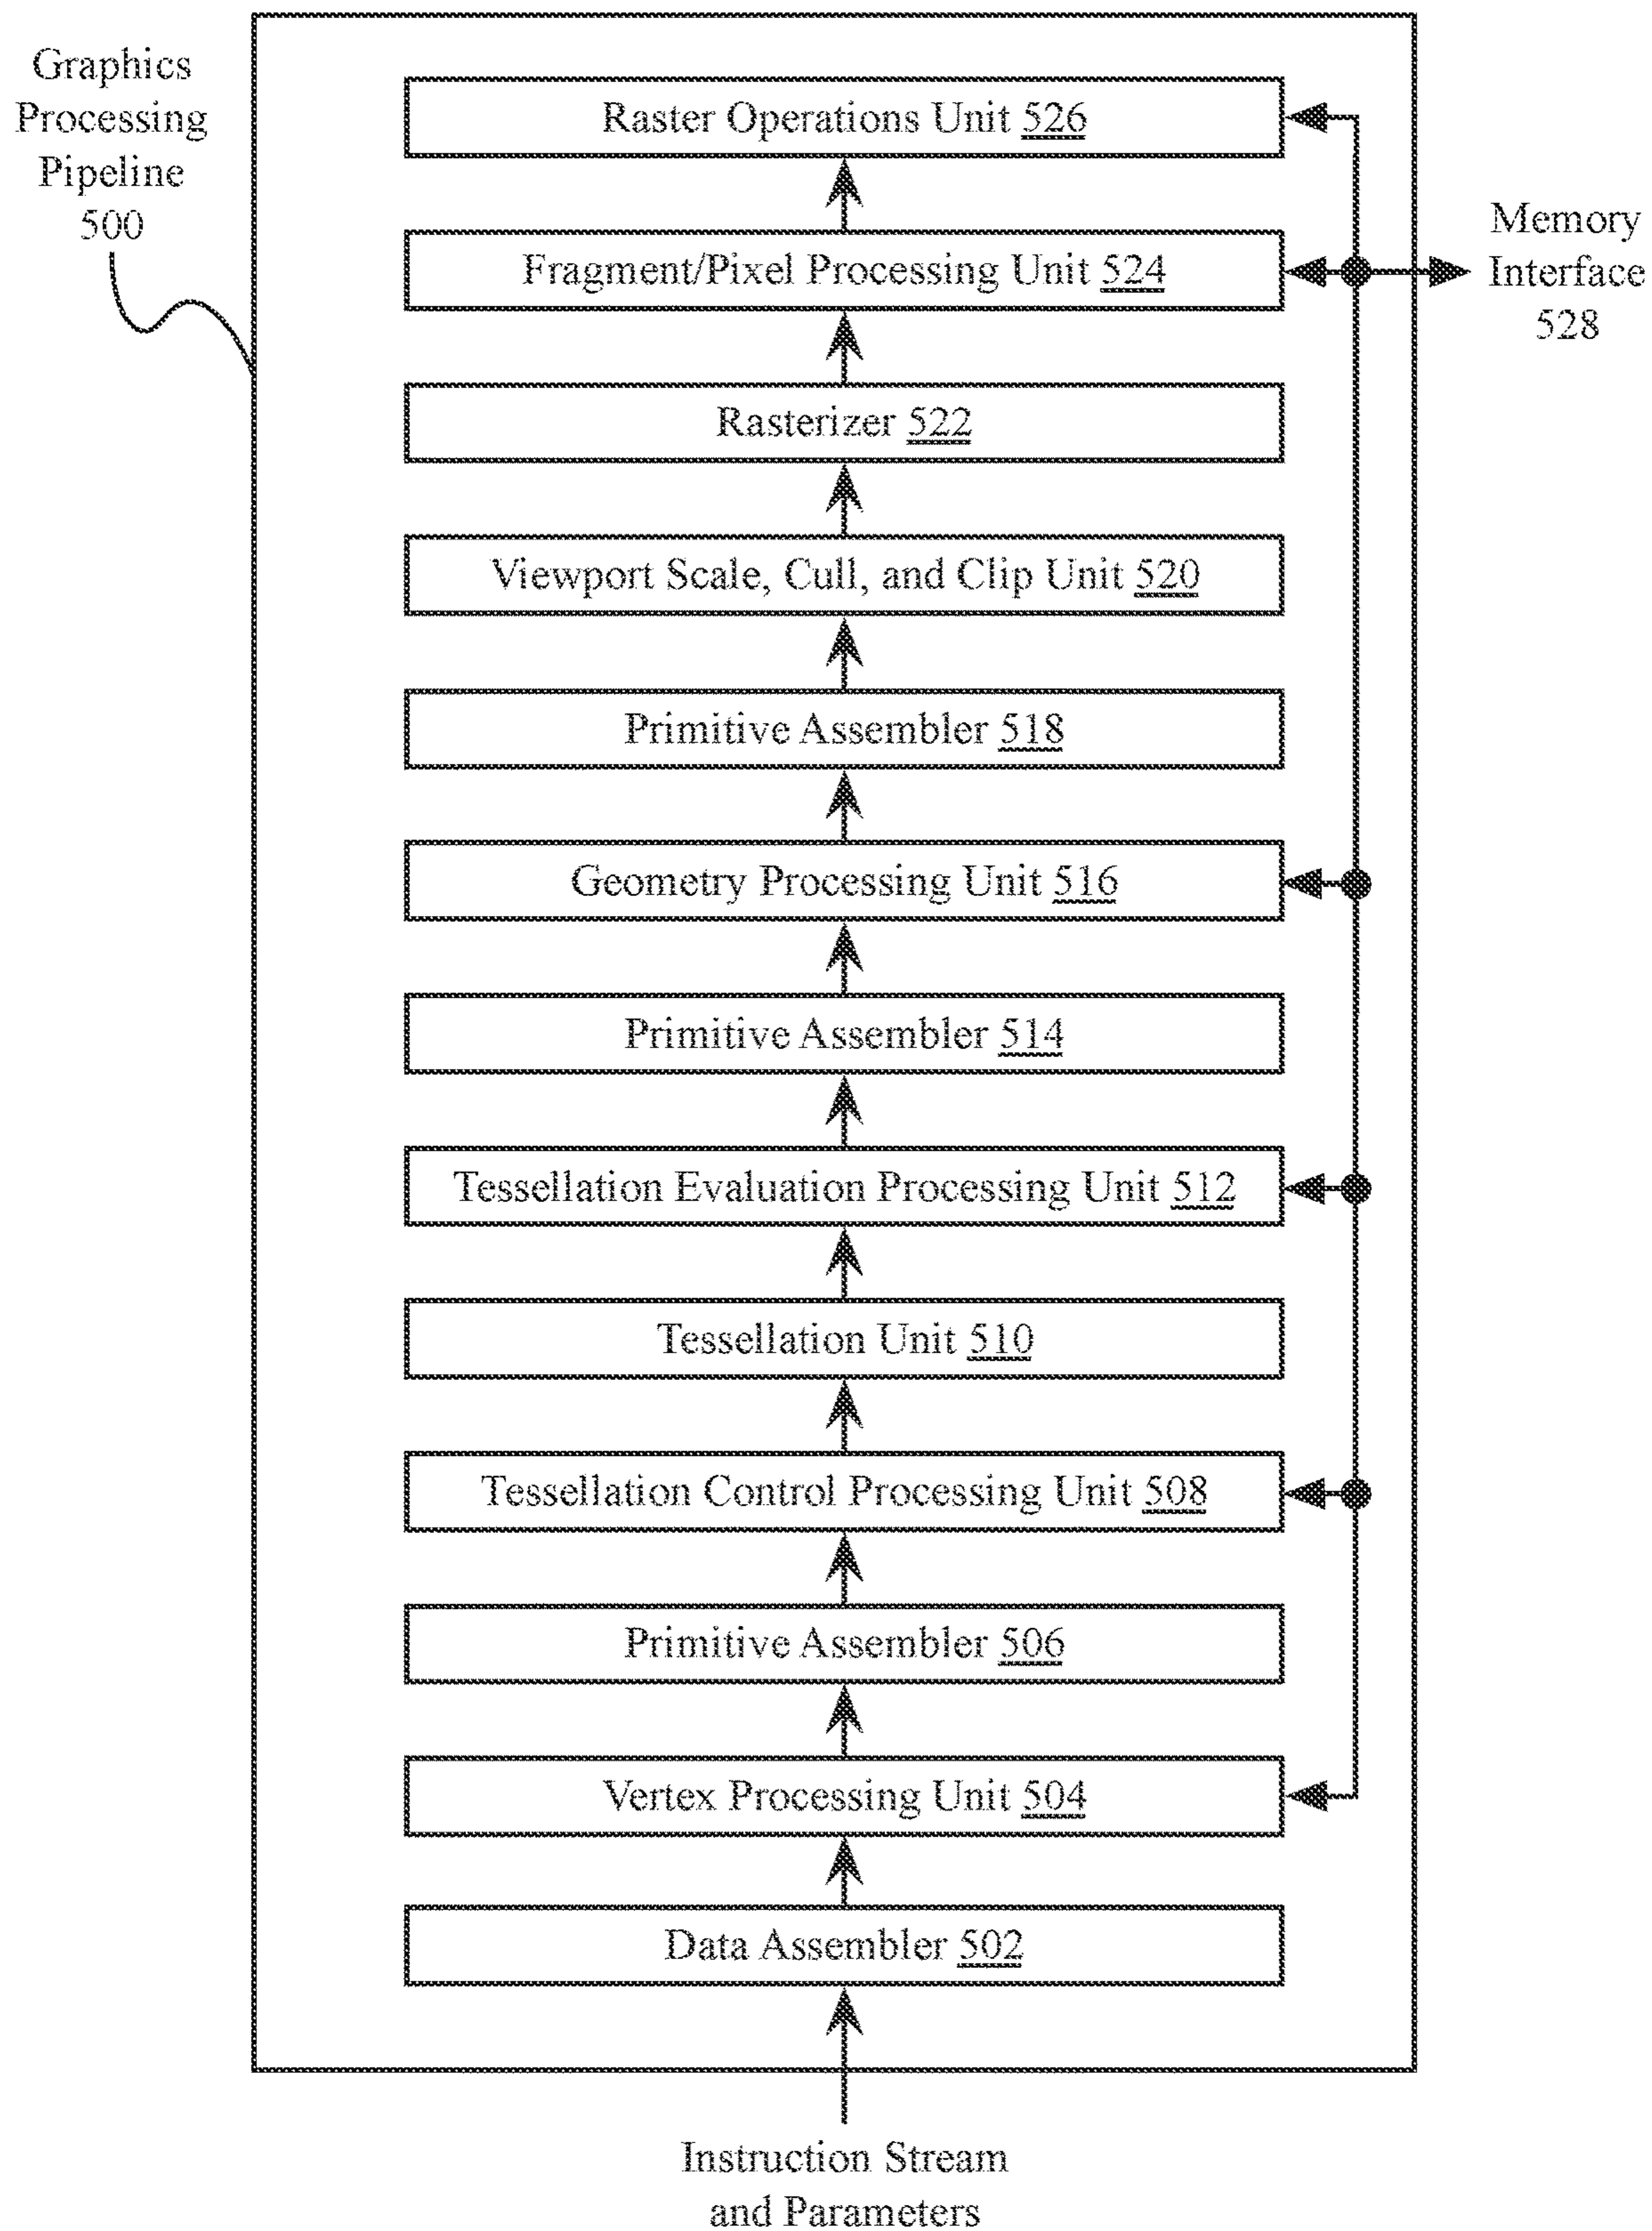 Graphics
Processing
Pipeline
500
Raster Operations Unit 526
Fragment/Pixel Processing Unit 524
Memory
Interface
528
Rasterizer 522
Viewport Scale, Cull, and Clip Unit 520
Primitive Assembler 518
Geometry Processing Unit 516
Primitive Assembler 514
Tessellation Evaluation Processing Unit 512
Tessellation Unit 510
Tessellation Control Processing Unit 508
Primitive Assembler 506
Vertex Processing Unit 504
Data Assembler 502
Instruction Stream
and Parameters